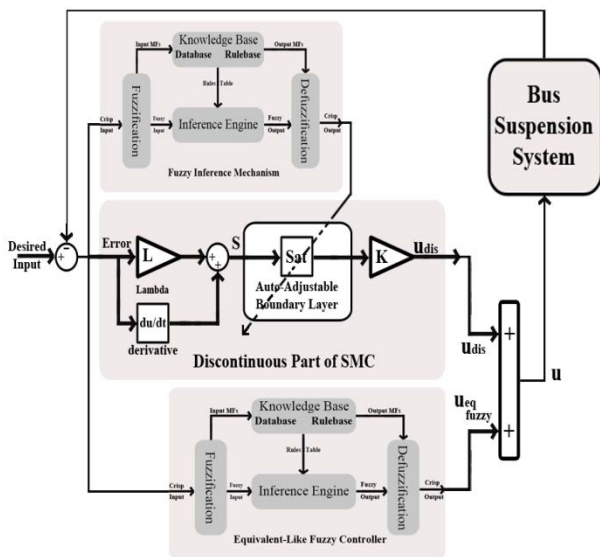 Input MFs
Output MFs
Knowledge Base
Database Rulebase
Rules Table
Fuzzification
Crisp Input
Fuzzy Input
Inference Engine
Fuzzy Output
Defuzzification
Crisp Output
Fuzzy Inference Mechanism
Bus
Suspension
System
Desired
Input
-
+
Error
L
Lambda
+
+
S
Sat
Auto-Adjustable
Boundary Layer
K
udis
du/dt
derivative
Discontinuous Part of SMC
udis
+
u
ueq
fuzzy
+
Input MFs
Output MFs
Knowledge Base
Database Rulebase
Rules Table
Fuzzification
Crisp Input
Fuzzy Input
Inference Engine
Fuzzy Output
Defuzzification
Crisp Output
Equivalent-Like Fuzzy Controller